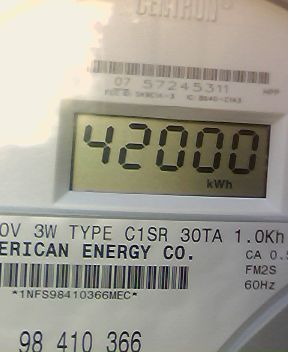 CENTRON
07 57245311
42000
kWh
0V 3W TYPE C1SR 30TA 1.0Kh
ERICAN ENERGY CO.
CA 0.5
FM2S
60Hz
*1NFS98410366MEC*
98 410 366